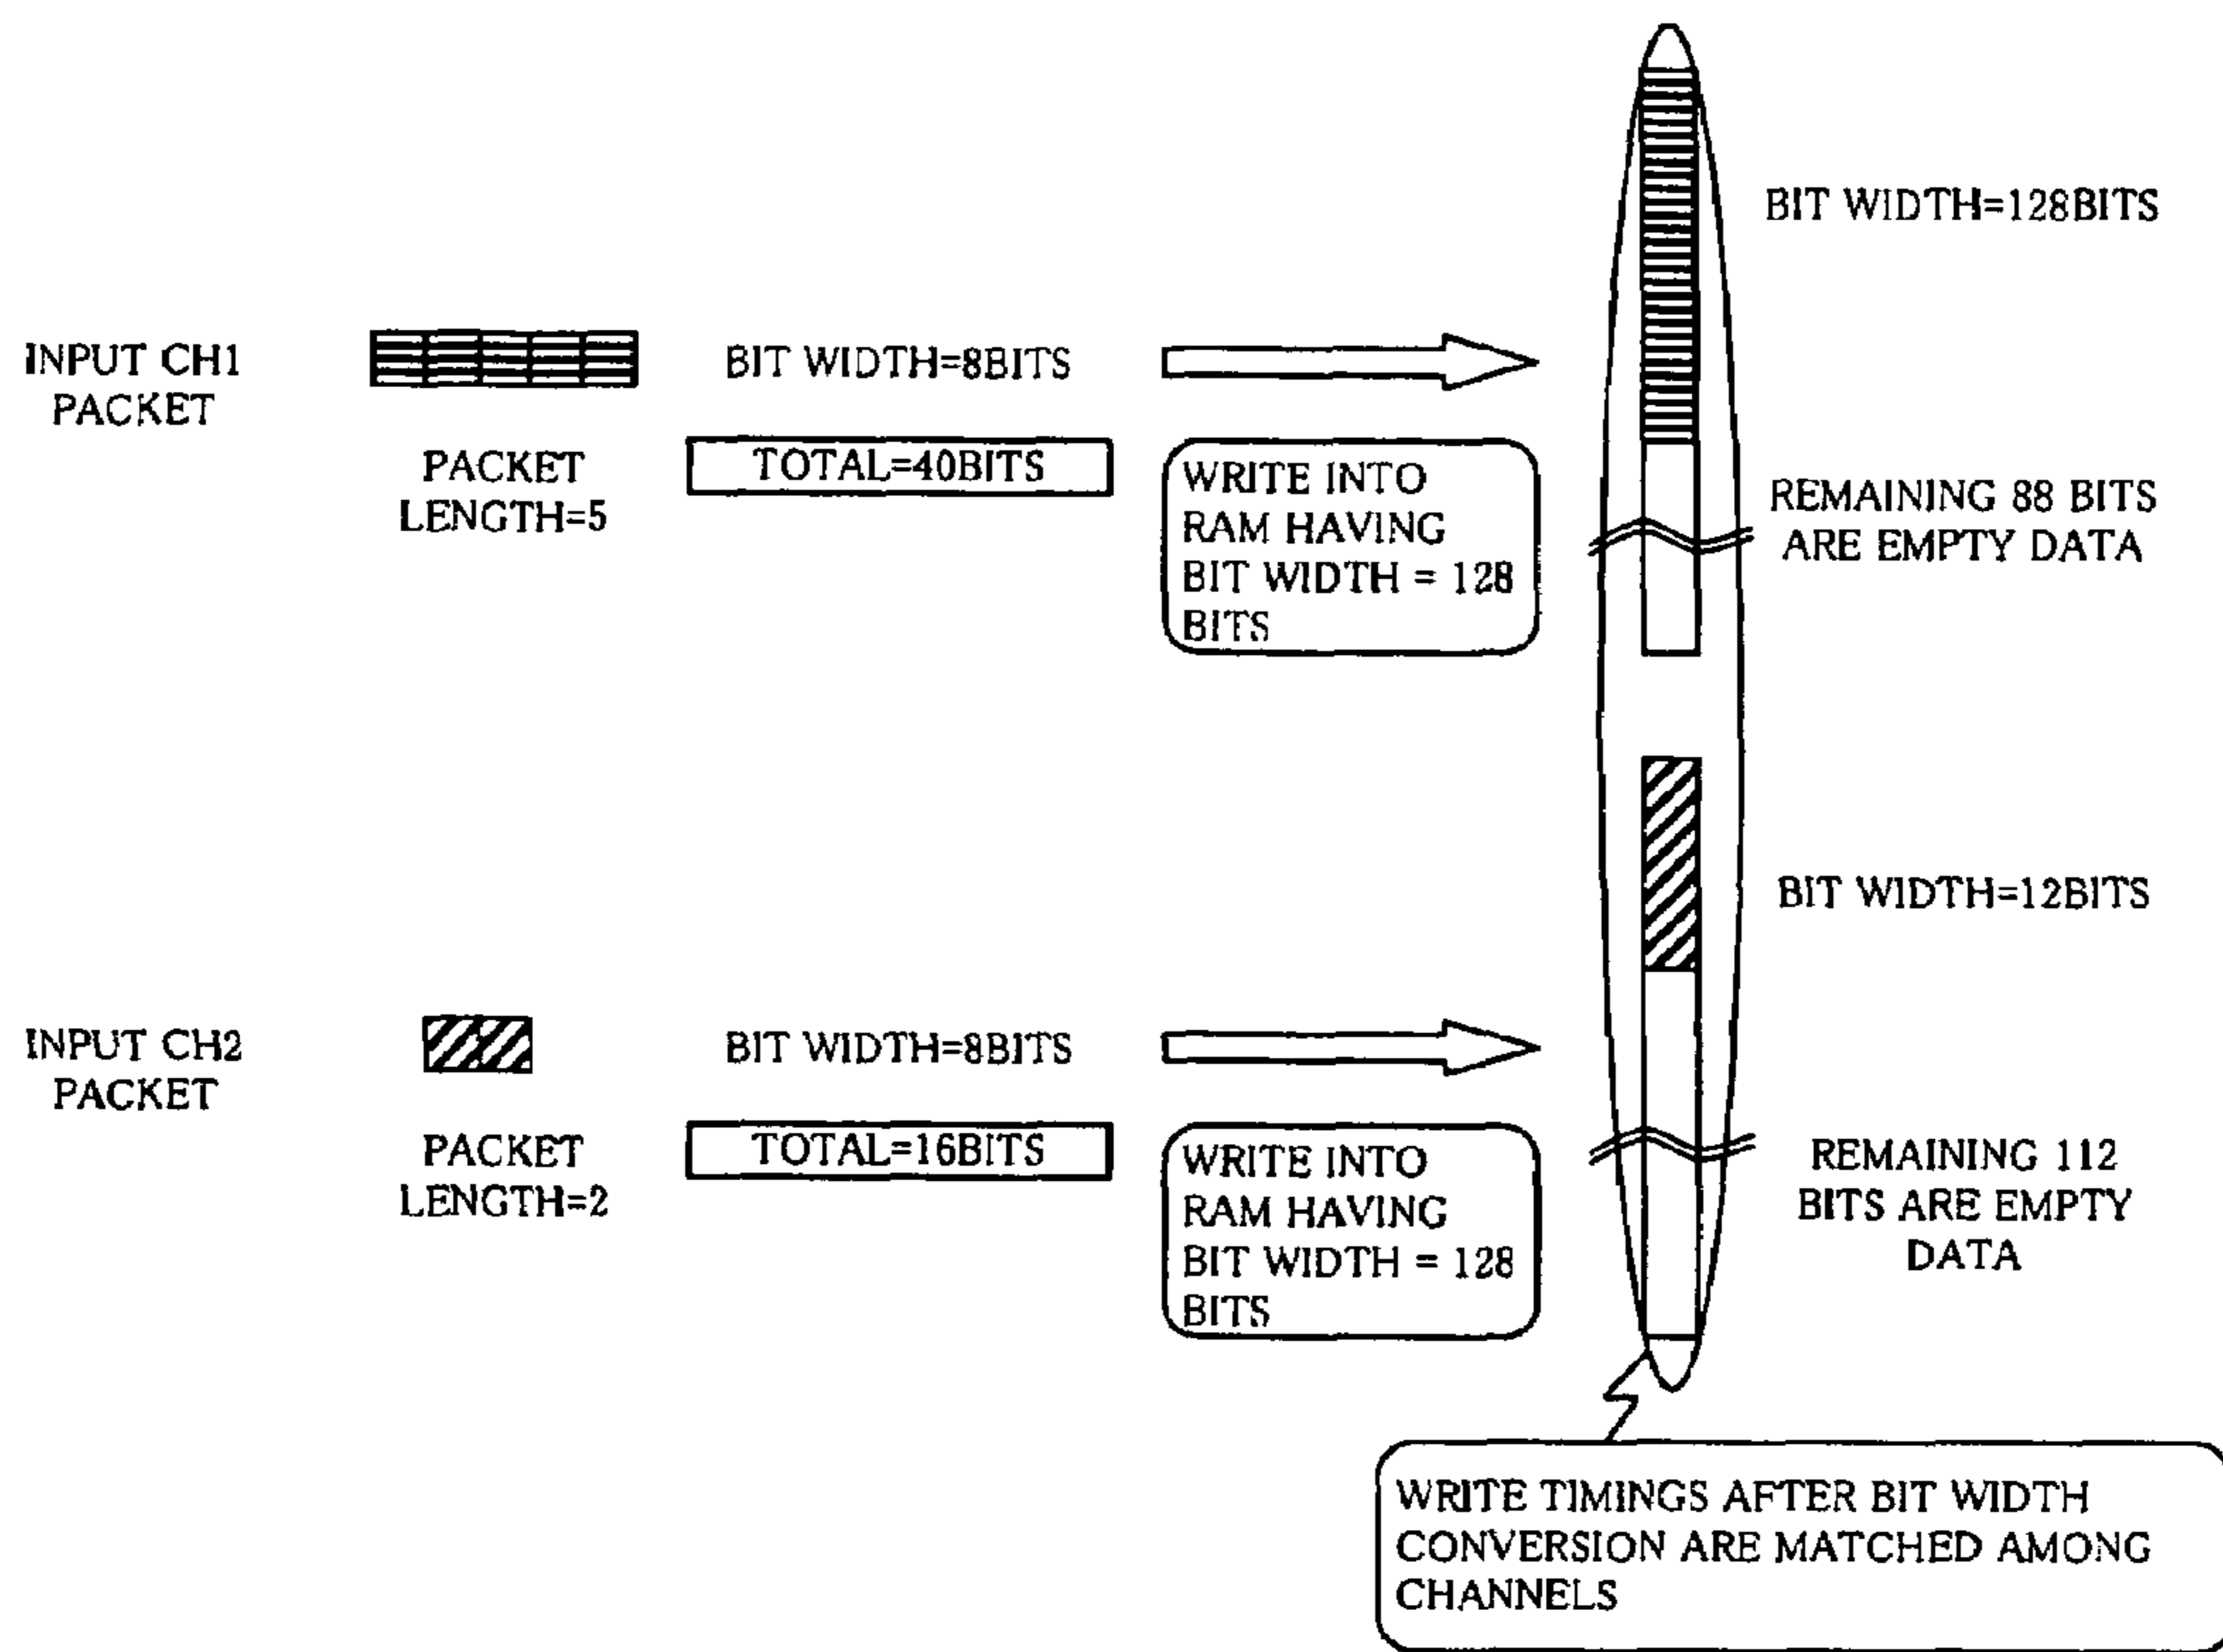 BIT WIDTH=128BITS
INPUT CH1
PACKET
BIT WIDTH=8BITS
PACKET
LENGTH=5
TOTAL=40BITS
WRITE INTO
RAM HAVING
BIT WIDTH = 128
BITS
REMAINING 88 BITS
ARE EMPTY DATA
BIT WIDTH=12BITS
INPUT CH2
PACKET
BIT WIDTH=8BITS
PACKET
LENGTH=2
TOTAL=16BITS
WRITE INTO
RAM HAVING
BIT WIDTH = 128
BITS
REMAINING 112
BITS ARE EMPTY
DATA
WRITE TIMINGS AFTER BIT WIDTH
CONVERSION ARE MATCHED AMONG
CHANNELS